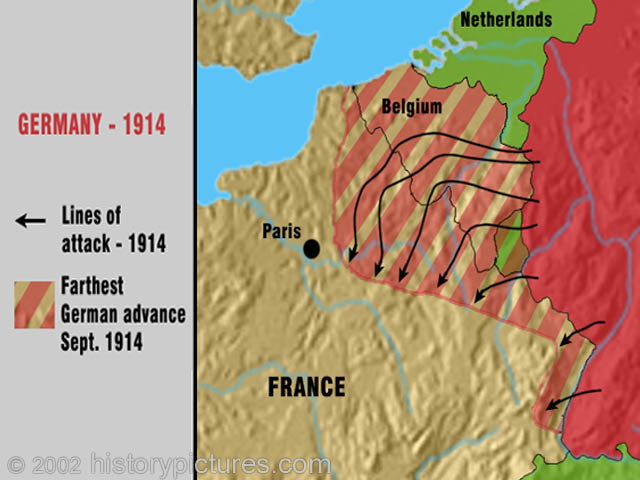 GERMANY - 1914
Lines of
attack - 1914
Farthest
German advance
Sept. 1914
Netherlands
Belgium
Paris
FRANCE
© 2002 historypictures.com